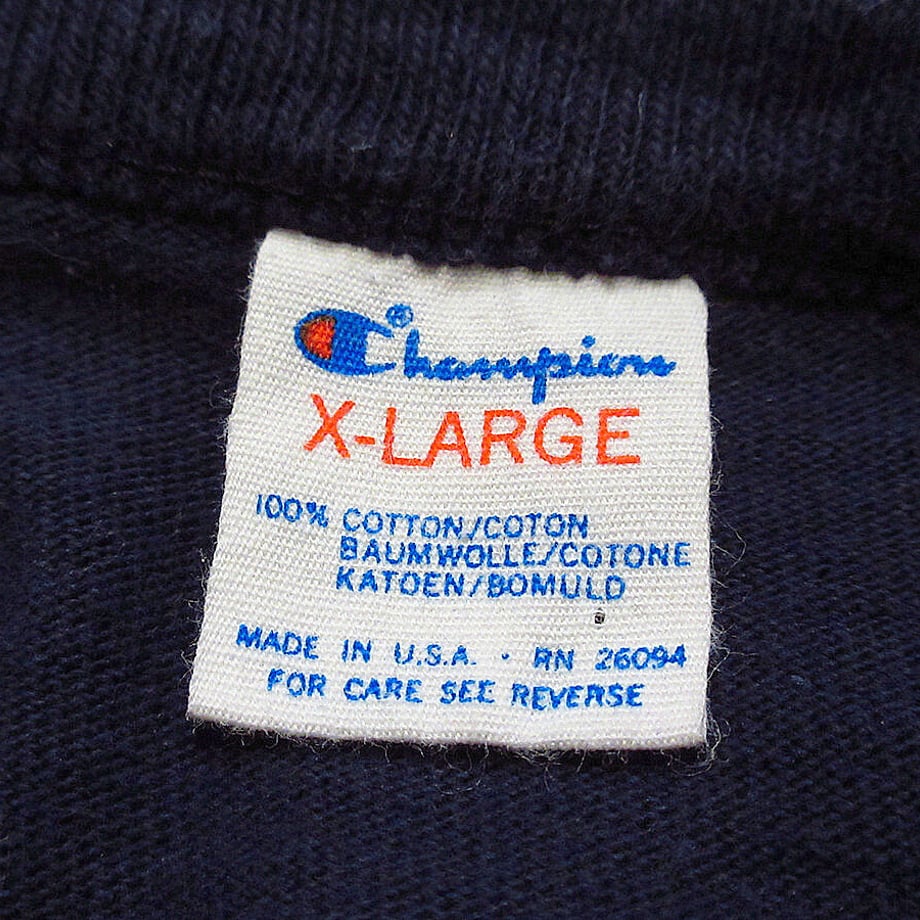 Champion®
X-LARGE
100% COTTON/COTON
BAUMWOLLE/COTONE
KATOEN/BOMULD
MADE IN U.S.A. · RN 26094
FOR CARE SEE REVERSE